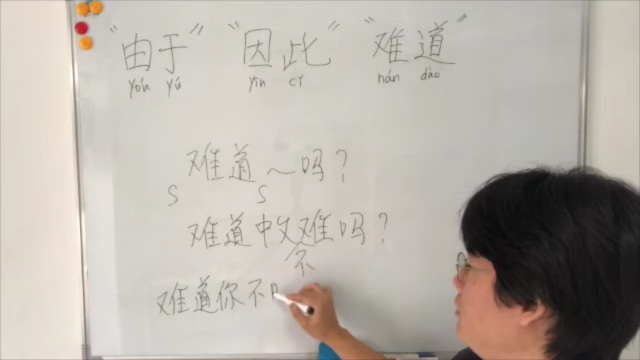 "由于" "因此" "难道"
yóu yú yīn cǐ nán dào
难道～吗？
S S
难道中文难吗？
不
难道你不